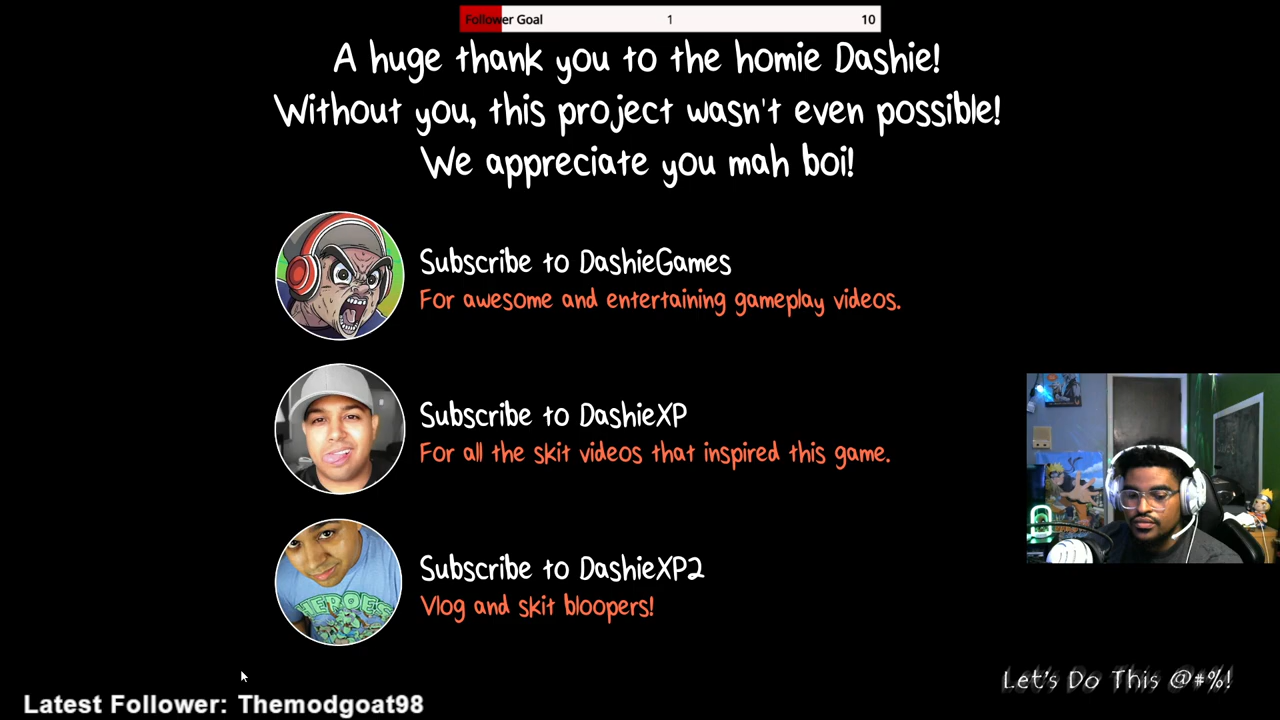 Follower Goal 1 10
A huge thank you to the homie Dashie!
Without you, this project wasn't even possible!
We appreciate you mah boi!
Subscribe to DashieGames
For awesome and entertaining gameplay videos.
Subscribe to DashieXP
For all the skit videos that inspired this game.
Subscribe to DashieXP2
Vlog and skit bloopers!
HEROES
Let's Do This @#%!
Latest Follower: Themodgoat98